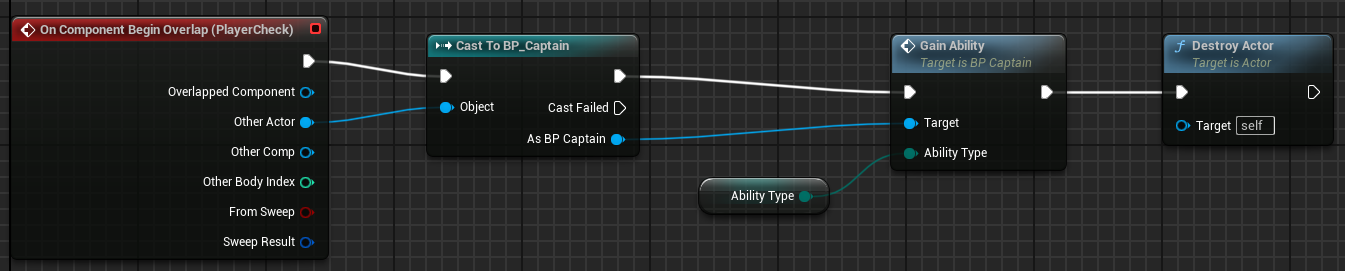 On Component Begin Overlap (PlayerCheck)
Overlapped Component
Other Actor
Other Comp
Other Body Index
From Sweep
Sweep Result
Cast To BP_Captain
Object
Cast Failed
As BP Captain
Ability Type
Gain Ability
Target is BP Captain
Target
Ability Type
Destroy Actor
Target is Actor
Target self